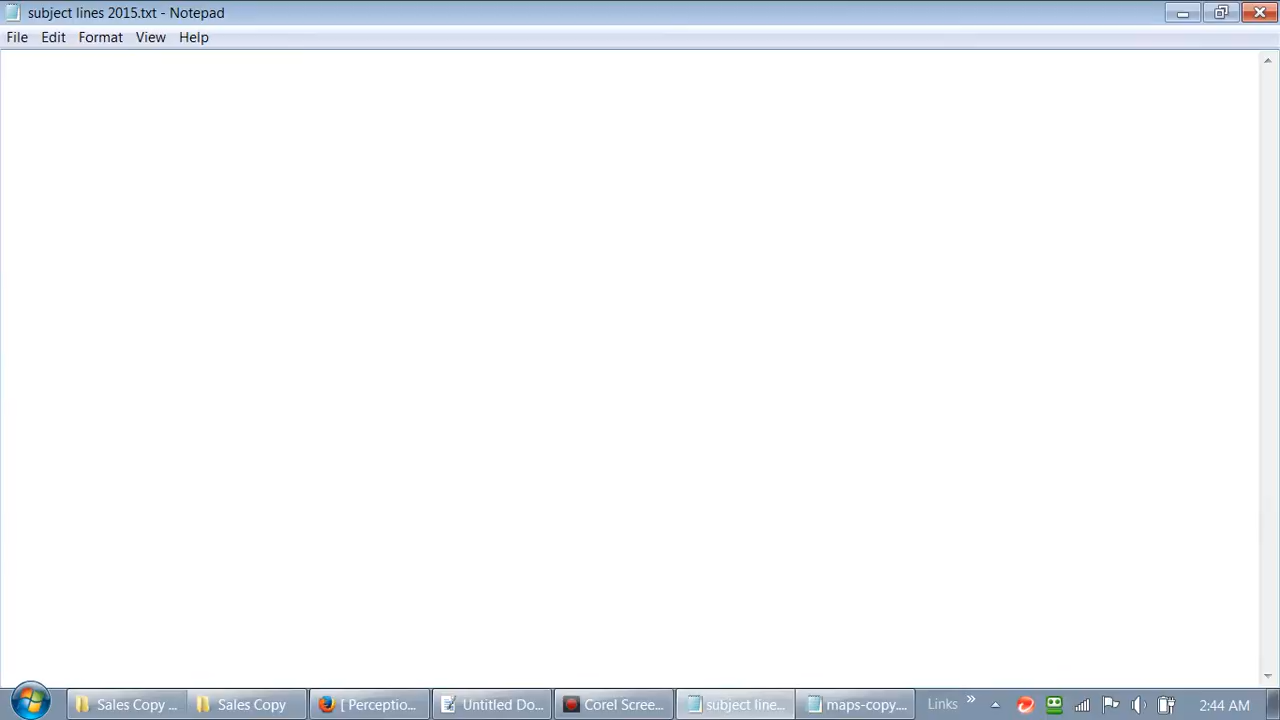 subject lines 2015.txt - Notepad
File Edit Format View Help
Sales Copy ... Sales Copy [ Perceptio... Untitled Do... Corel Scree... subject line... maps-copy.... Links » 2:44 AM